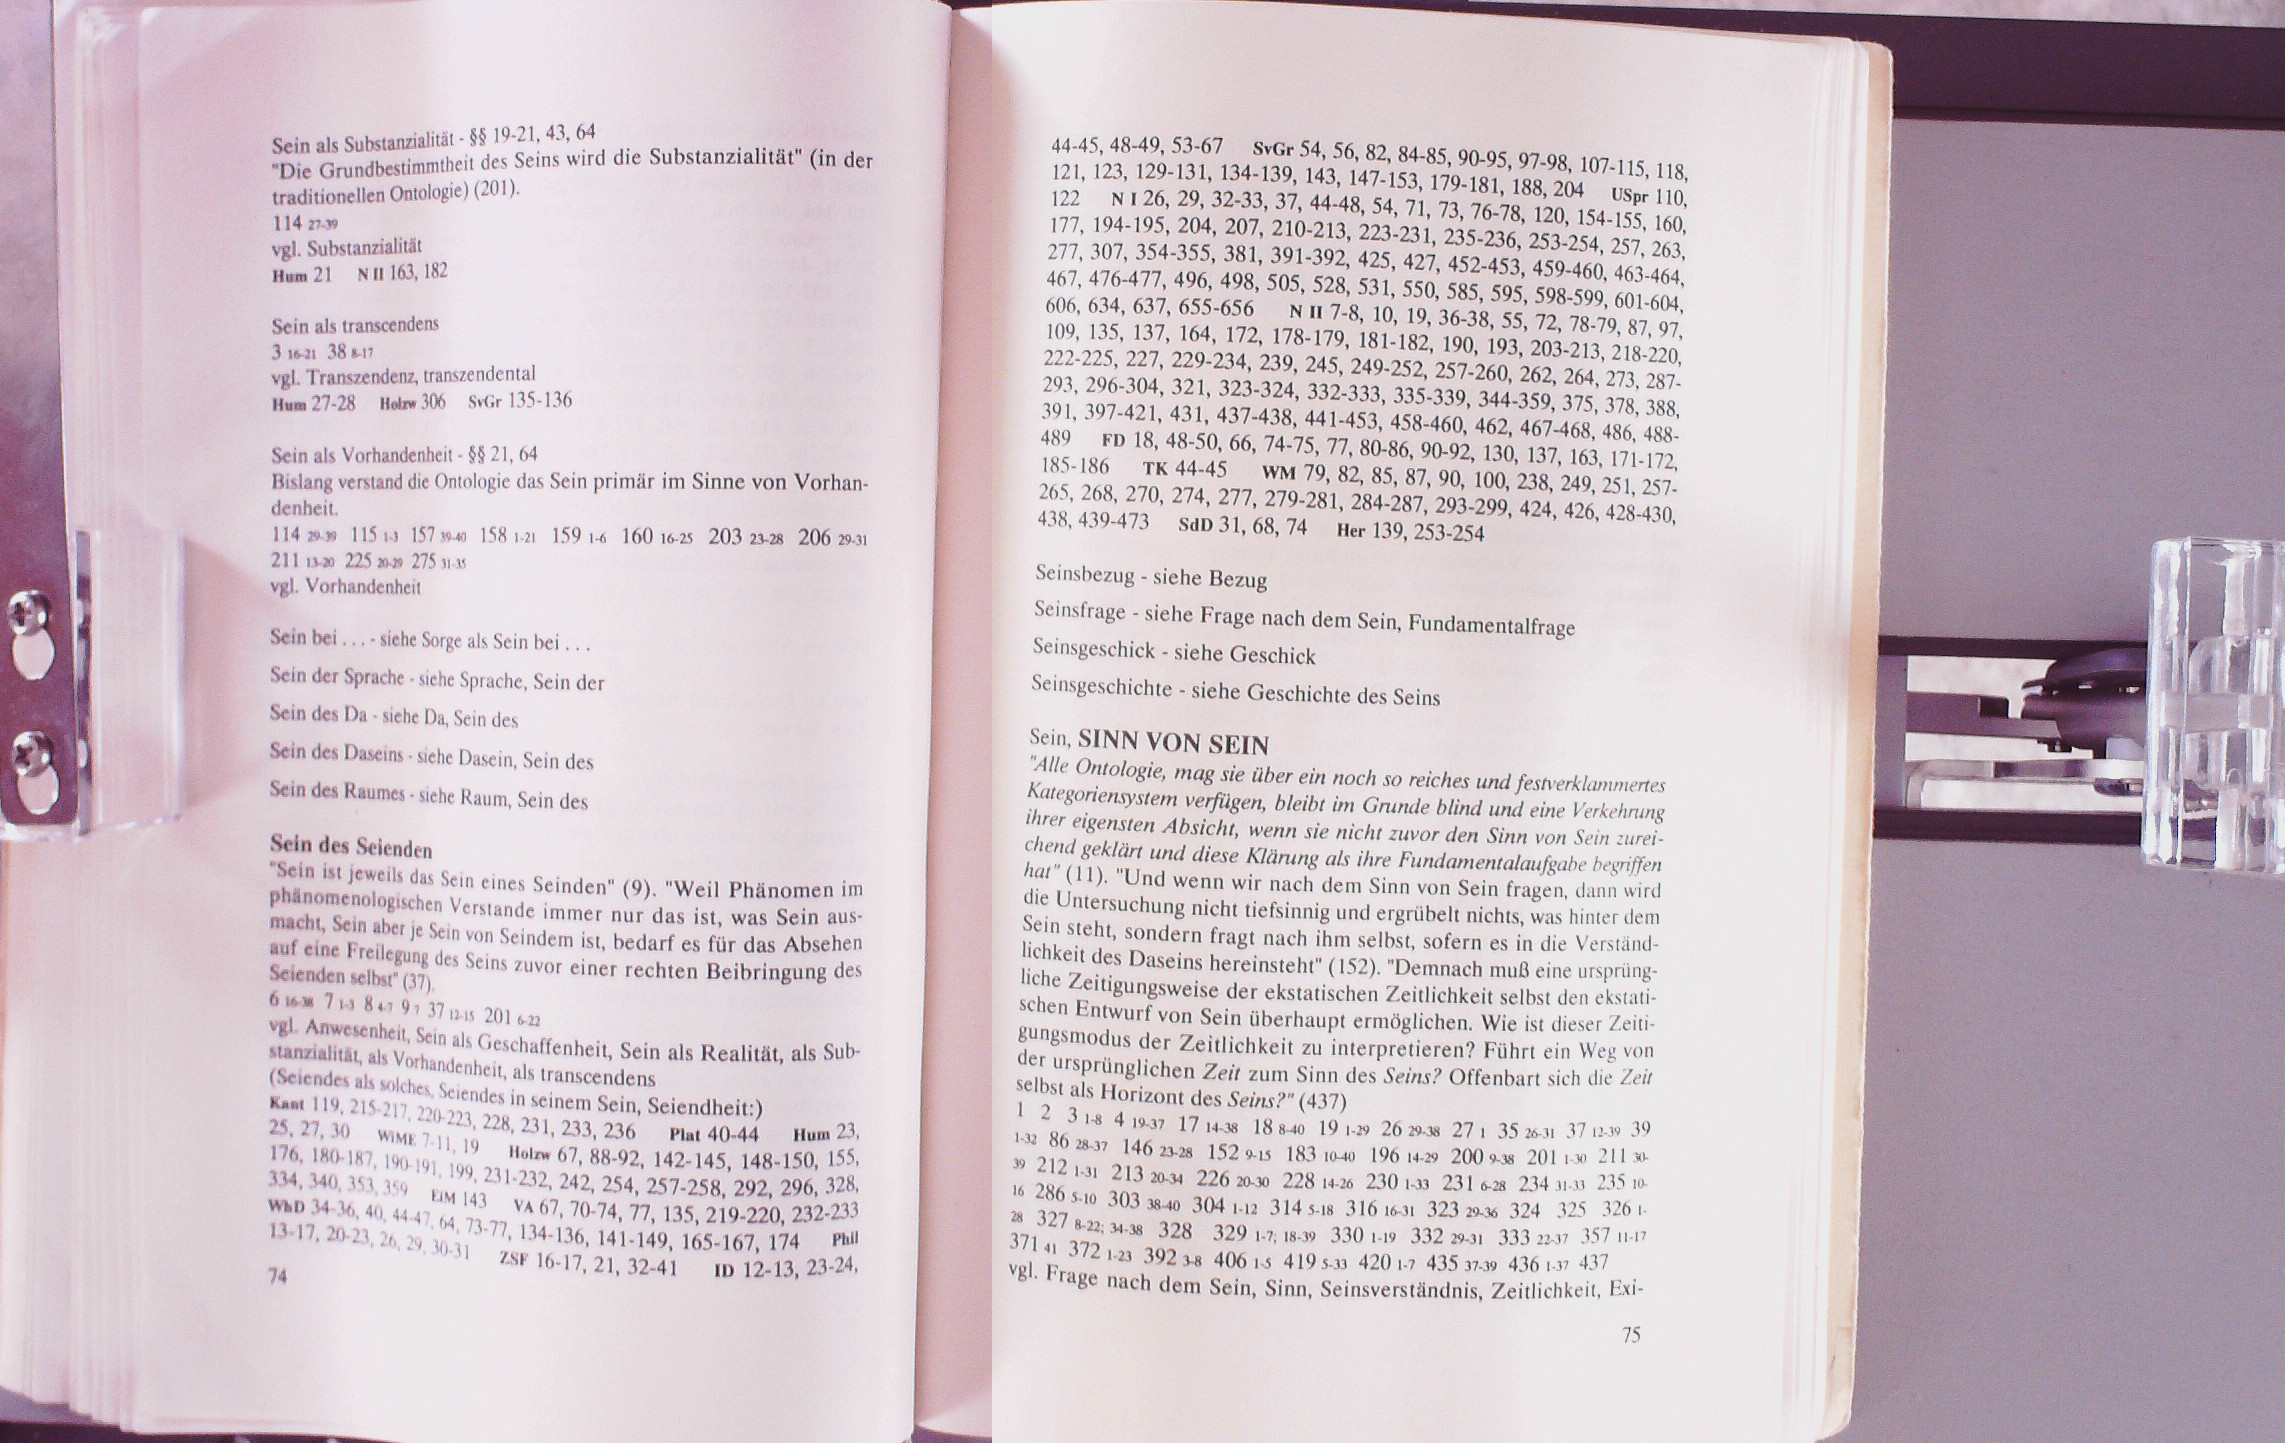 Sein als Substanzialität - §§ 19-21, 43, 64
"Die Grundbestimmtheit des Seins wird die Substanzialität" (in der
traditionellen Ontologie) (201).
114 27-39
vgl. Substanzialität
Hum 21 N II 163, 182
Sein als transcendens
3 16-21 38 8-17
vgl. Transzendenz, transzendental
Hum 27-28 Holzw 306 SvGr 135-136
Sein als Vorhandenheit - §§ 21, 64
Bislang verstand die Ontologie das Sein primär im Sinne von Vorhan-
denheit.
114 29-39 115 1-3 157 39-40 158 1-21 159 1-6 160 16-25 203 23-28 206 29-31
211 13-20 225 20-29 275 31-35
vgl. Vorhandenheit
Sein bei . . . - siehe Sorge als Sein bei . . .
Sein der Sprache - siehe Sprache, Sein der
Sein des Da - siehe Da, Sein des
Sein des Daseins - siehe Dasein, Sein des
Sein des Raumes - siehe Raum, Sein des
Sein des Seienden
"Sein ist jeweils das Sein eines Seinden" (9). "Weil Phänomen im
phänomenologischen Verstande immer nur das ist, was Sein aus-
macht, Sein aber je Sein von Seindem ist, bedarf es für das Absehen
auf eine Freilegung des Seins zuvor einer rechten Beibringung des
Seienden selbst" (37).
6 16-38 7 1-3 8 4-7 9 7 37 12-15 201 6-22
vgl. Anwesenheit, Sein als Geschaffenheit, Sein als Realität, als Sub-
stanzialität, als Vorhandenheit, als transcendens
(Seiendes als solches, Seiendes in seinem Sein, Seiendheit:)
Kant 119, 215-217, 220-223, 228, 231, 233, 236 Plat 40-44 Hum 23,
25, 27, 30 WiME 7-11, 19 Holzw 67, 88-92, 142-145, 148-150, 155,
176, 180-187, 190-191, 199, 231-232, 242, 254, 257-258, 292, 296, 328,
334, 340, 353, 359 EiM 143 VA 67, 70-74, 77, 135, 219-220, 232-233
WhD 34-36, 40, 44-47, 64, 73-77, 134-136, 141-149, 165-167, 174 Phil
13-17, 20-23, 26, 29, 30-31 ZSF 16-17, 21, 32-41 ID 12-13, 23-24,
74
44-45, 48-49, 53-67 SvGr 54, 56, 82, 84-85, 90-95, 97-98, 107-115, 118,
121, 123, 129-131, 134-139, 143, 147-153, 179-181, 188, 204 USpr 110,
122 N I 26, 29, 32-33, 37, 44-48, 54, 71, 73, 76-78, 120, 154-155, 160,
177, 194-195, 204, 207, 210-213, 223-231, 235-236, 253-254, 257, 263,
277, 307, 354-355, 381, 391-392, 425, 427, 452-453, 459-460, 463-464,
467, 476-477, 496, 498, 505, 528, 531, 550, 585, 595, 598-599, 601-604,
606, 634, 637, 655-656 N II 7-8, 10, 19, 36-38, 55, 72, 78-79, 87, 97,
109, 135, 137, 164, 172, 178-179, 181-182, 190, 193, 203-213, 218-220,
222-225, 227, 229-234, 239, 245, 249-252, 257-260, 262, 264, 273, 287-
293, 296-304, 321, 323-324, 332-333, 335-339, 344-359, 375, 378, 388,
391, 397-421, 431, 437-438, 441-453, 458-460, 462, 467-468, 486, 488-
489 FD 18, 48-50, 66, 74-75, 77, 80-86, 90-92, 130, 137, 163, 171-172,
185-186 TK 44-45 WM 79, 82, 85, 87, 90, 100, 238, 249, 251, 257-
265, 268, 270, 274, 277, 279-281, 284-287, 293-299, 424, 426, 428-430,
438, 439-473 SdD 31, 68, 74 Her 139, 253-254
Seinsbezug - siehe Bezug
Seinsfrage - siehe Frage nach dem Sein, Fundamentalfrage
Seinsgeschick - siehe Geschick
Seinsgeschichte - siehe Geschichte des Seins
Sein, SINN VON SEIN
"Alle Ontologie, mag sie über ein noch so reiches und festverklammertes
Kategoriensystem verfügen, bleibt im Grunde blind und eine Verkehrung
ihrer eigensten Absicht, wenn sie nicht zuvor den Sinn von Sein zurei-
chend geklärt und diese Klärung als ihre Fundamentalaufgabe begriffen
hat" (11). "Und wenn wir nach dem Sinn von Sein fragen, dann wird
die Untersuchung nicht tiefsinnig und ergrübelt nichts, was hinter dem
Sein steht, sondern fragt nach ihm selbst, sofern es in die Verständ-
lichkeit des Daseins hereinsteht" (152). "Demnach muß eine ursprüng-
liche Zeitigungsweise der ekstatischen Zeitlichkeit selbst den ekstati-
schen Entwurf von Sein überhaupt ermöglichen. Wie ist dieser Zeiti-
gungsmodus der Zeitlichkeit zu interpretieren? Führt ein Weg von
der ursprünglichen Zeit zum Sinn des Seins? Offenbart sich die Zeit
selbst als Horizont des Seins?" (437)
1 2 3 1-8 4 19-37 17 14-38 18 8-40 19 1-29 26 29-38 27 1 35 26-31 37 12-39 39
1-32 86 28-37 146 23-28 152 9-15 183 10-40 196 14-29 200 9-38 201 1-30 211 30-
39 212 1-31 213 20-34 226 20-30 228 14-26 230 1-33 231 6-28 234 31-33 235 10-
16 286 5-10 303 38-40 304 1-12 314 5-18 316 16-31 323 29-36 324 325 326 1-
28 327 8-22; 34-38 328 329 1-7; 18-39 330 1-19 332 29-31 333 22-37 357 11-17
371 41 372 1-23 392 3-8 406 1-5 419 5-33 420 1-7 435 37-39 436 1-37 437
vgl. Frage nach dem Sein, Sinn, Seinsverständnis, Zeitlichkeit, Exi-
75